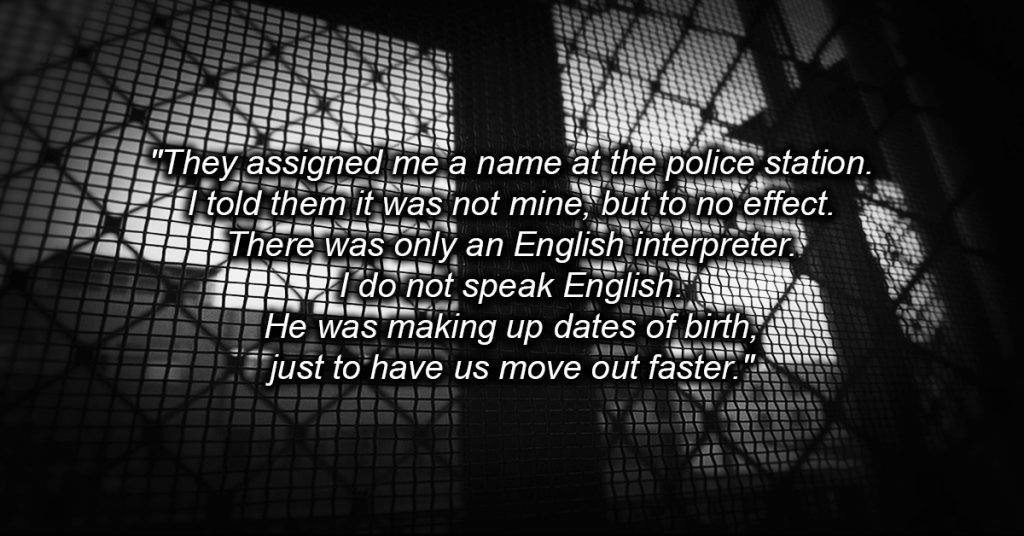 "They assigned me a name at the police station.
I told them it was not mine, but to no effect.
There was only an English interpreter.
I do not speak English.
He was making up dates of birth,
just to have us move out faster."